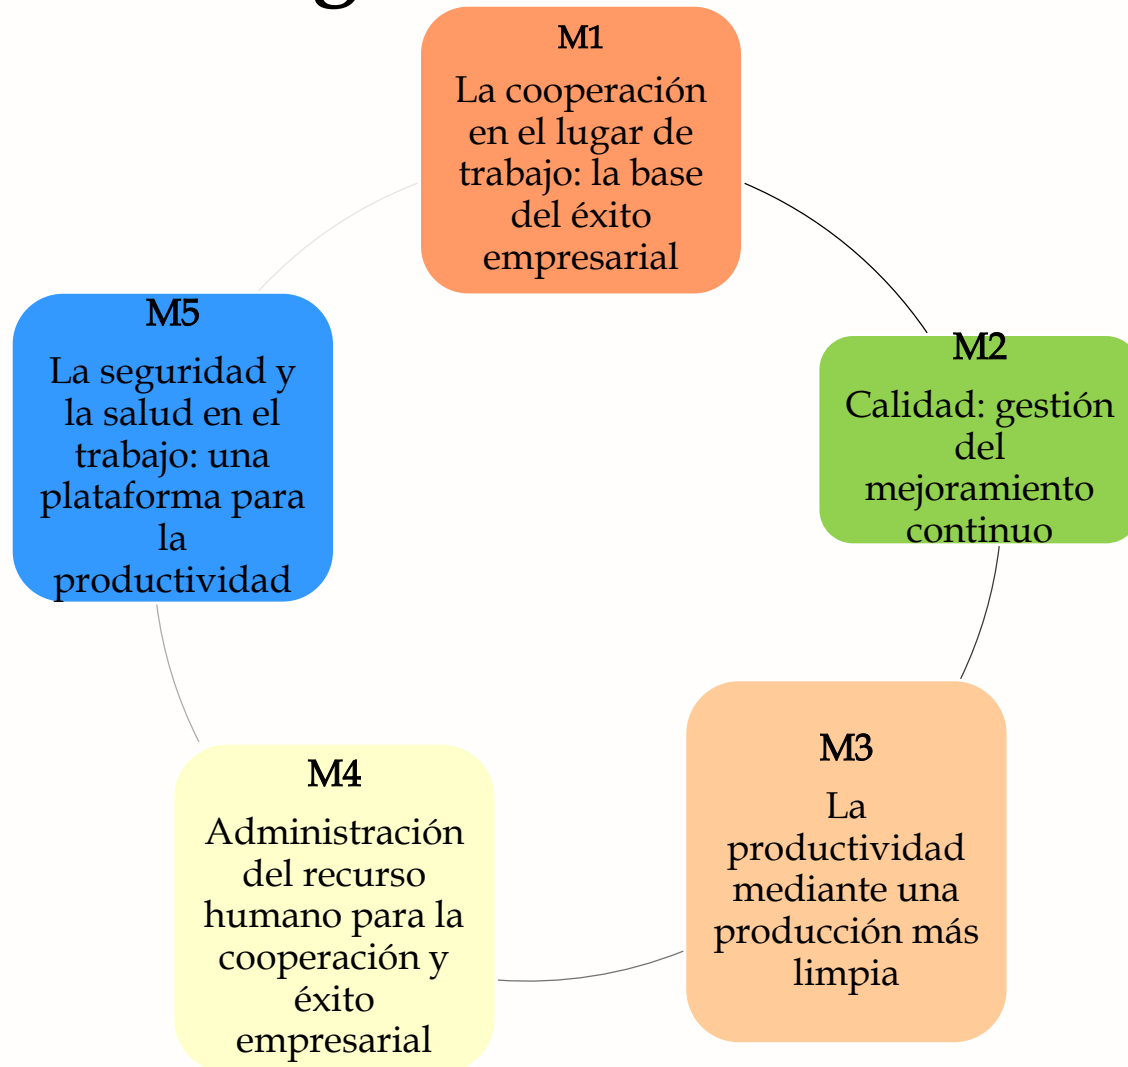 M1
La cooperación
en el lugar de
trabajo: la base
del éxito
empresarial
M2
Calidad: gestión
del
mejoramiento
continuo
M3
La
productividad
mediante una
producción más
limpia
M4
Administración
del recurso
humano para la
cooperación y
éxito
empresarial
M5
La seguridad y
la salud en el
trabajo: una
plataforma para
la
productividad